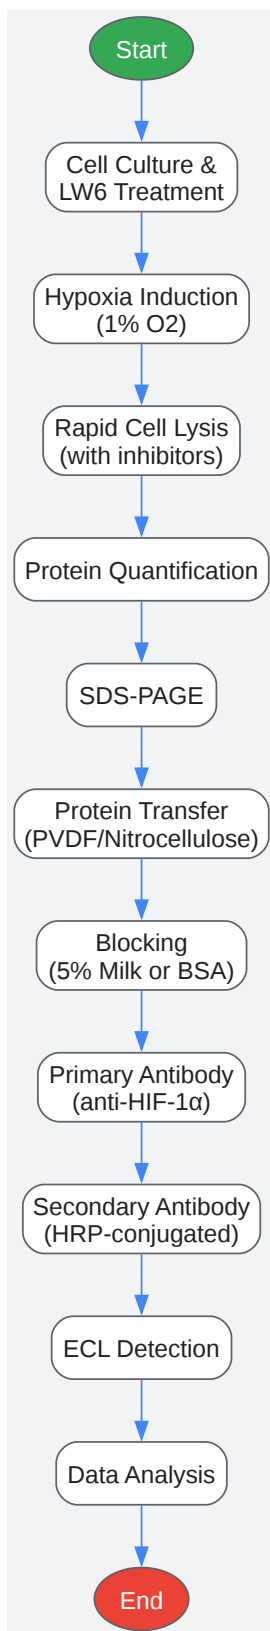 Start
Cell Culture &
LW6 Treatment
Hypoxia Induction
(1% O2)
Rapid Cell Lysis
(with inhibitors)
Protein Quantification
SDS-PAGE
Protein Transfer
(PVDF/Nitrocellulose)
Blocking
(5% Milk or BSA)
Primary Antibody
(anti-HIF-1α)
Secondary Antibody
(HRP-conjugated)
ECL Detection
Data Analysis
End